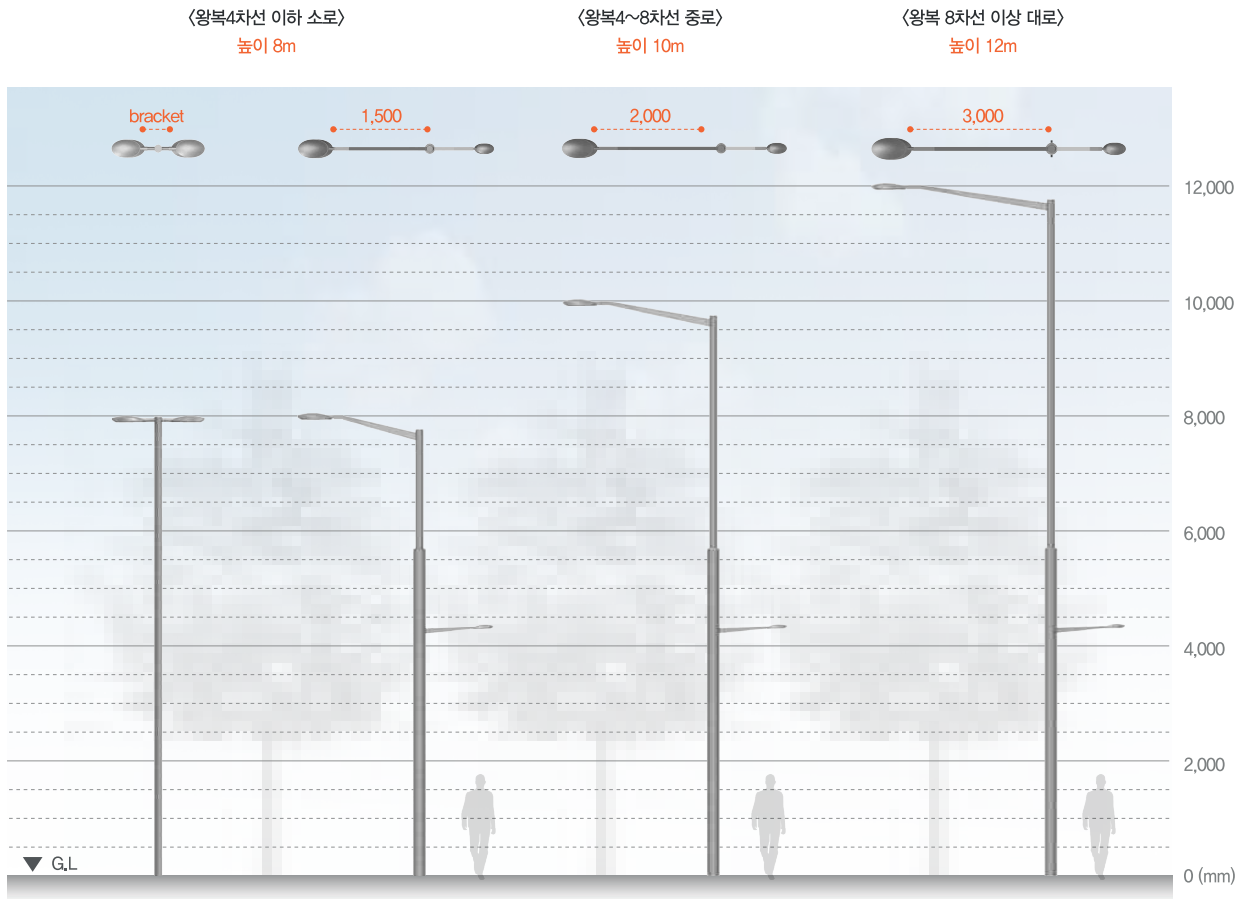 〈왕복4차선 이하 소로〉
높이 8m
〈왕복4～8차선 중로〉
높이 10m
〈왕복 8차선 이상 대로〉
높이 12m
bracket
1,500
2,000
3,000
12,000
10,000
8,000
6,000
4,000
2,000
G.L
0 (mm)